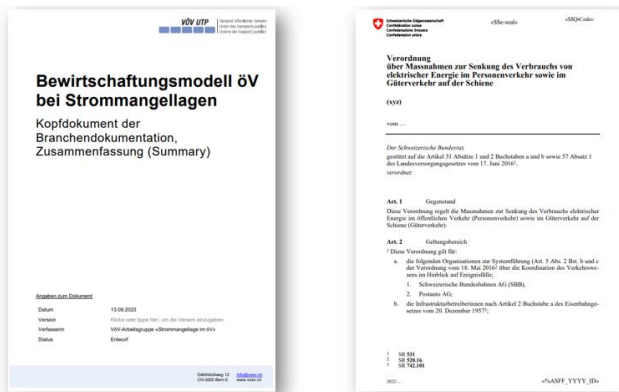 VÖV UTP
Verband öffentlicher Verkehr
Union des transports publics
Unione dei trasporti pubblici
Bewirtschaftungsmodell öV
bei Strommangellagen
Kopfdokument der
Branchendokumentation,
Zusammenfassung (Summary)
Angaben zum Dokument
Datum 13.09.2023
Version Klicke oder tippe hier, um die Version einzugeben.
Verfassern VöV-Arbeitsgruppe «Strommangellage im öV»
Status Entwurf
Dählhölzliweg 12 info@voev.ch
CH-3000 Bern 6 www.voev.ch
Schweizerische Eidgenossenschaft
Confédération suisse
Confederazione Svizzera
Confederaziun svizra
«$$e-seal»
«$$QrCode»
Verordnung
über Massnahmen zur Senkung des Verbrauchs von
elektrischer Energie im Personenverkehr sowie im
Güterverkehr auf der Schiene
(xyz)
vom ...
Der Schweizerische Bundesrat,
gestützt auf die Artikel 31 Absätze 1 und 2 Buchstaben a und b sowie 57 Absatz 1
des Landesversorgungsgesetzes vom 17. Juni 2016¹,
verordnet:
Art. 1 Gegenstand
Diese Verordnung regelt die Massnahmen zur Senkung des Verbrauchs elektrischer
Energie im öffentlichen Verkehr (Personenverkehr) sowie im Güterverkehr auf der
Schiene (Güterverkehr).
Art. 2 Geltungsbereich
¹ Diese Verordnung gilt für:
a. die folgenden Organisationen zur Systemführung (Art. 5 Abs. 2 Bst. b und c
der Verordnung vom 18. Mai 2016² über die Koordination des Verkehrswe-
sens im Hinblick auf Ereignisfälle;
1. Schweizerische Bundesbahnen AG (SBB),
2. Postauto AG;
b. die Infrastrukturbetreiberinnen nach Artikel 2 Buchstabe a des Eisenbahnge-
setzes vom 20. Dezember 1957³;
¹ SR 531
² SR 520.16.
³ SR 742.101
2022-...
«%ASFF_YYYY_ID»